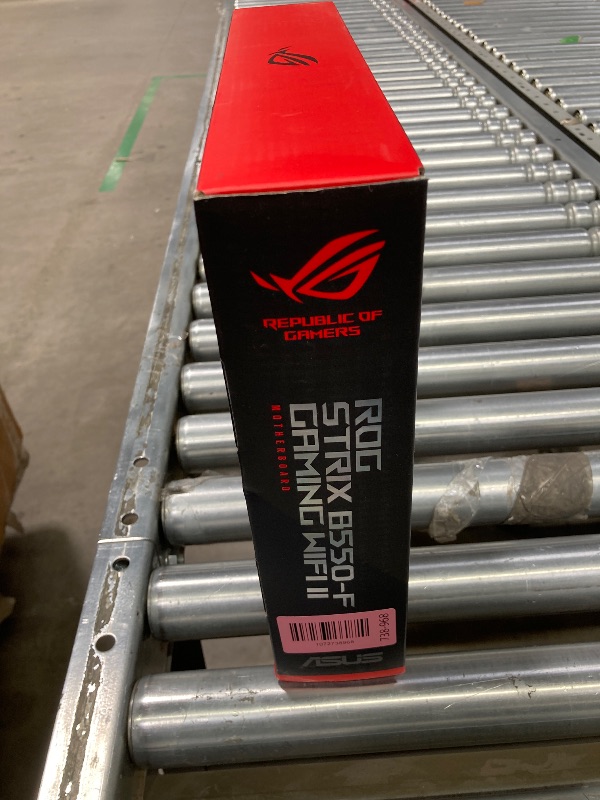 REPUBLIC OF
GAMERS
ROG
STRIX B550-F
GAMING WIFI II
MOTHERBOARD
ASUS